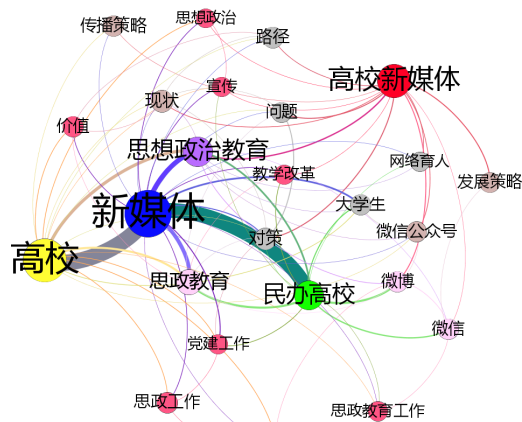 思想政治
传播策略
路径
高校新媒体
宣传
现状
问题
价值
思想政治教育
网络育人
教学改革
发展策略
大学生
新媒体
微信公众号
对策
高校
思政教育
微博
民办高校
微信
党建工作
思政工作
思政教育工作